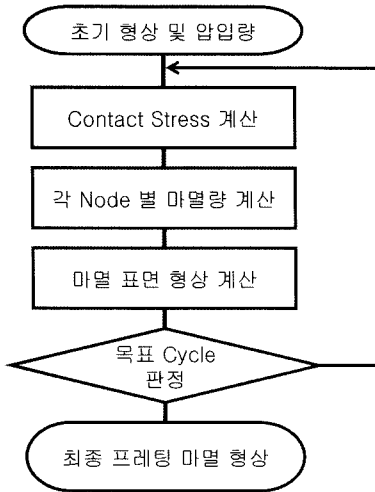 초기 형상 및 압입량
Contact Stress 계산
각 Node 별 마멸량 계산
마멸 표면 형상 계산
목표 Cycle
판정
최종 프레팅 마멸 형상